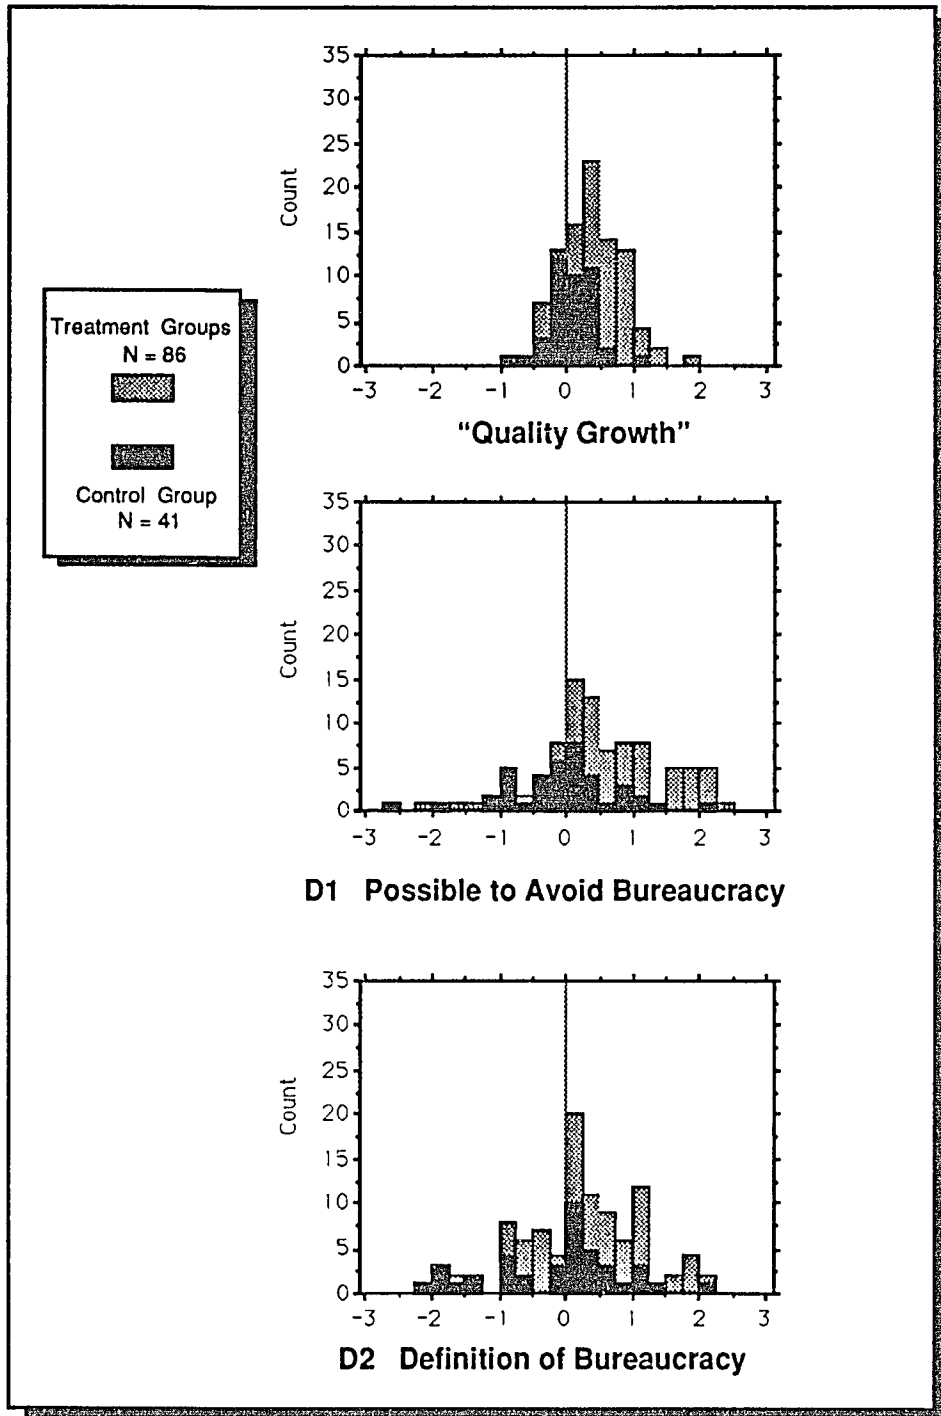 35
30
25
20
15
10
5
0
Count
-3 -2 -1 0 1 2 3
“Quality Growth”
Treatment Groups
N = 86
Control Group
N = 41
35
30
25
20
15
10
5
0
Count
-3 -2 -1 0 1 2 3
D1 Possible to Avoid Bureaucracy
35
30
25
20
15
10
5
0
Count
-3 -2 -1 0 1 2 3
D2 Definition of Bureaucracy